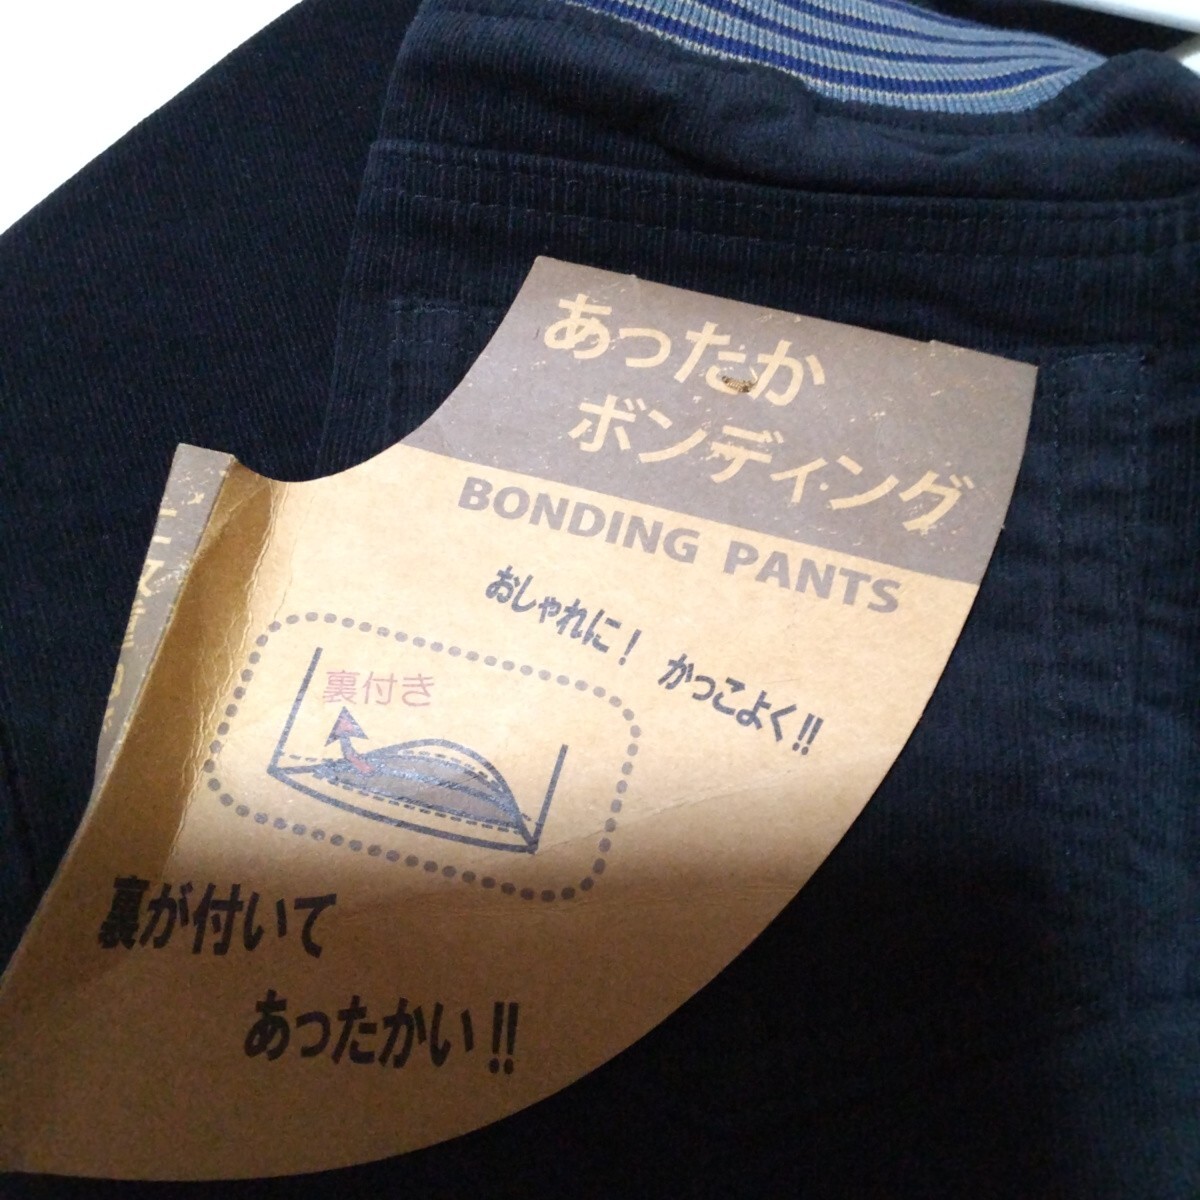 あったか
ボンディング
BONDING PANTS
おしゃれに! かっこよく!!
裏付き
裏が付いて
あったかい!!